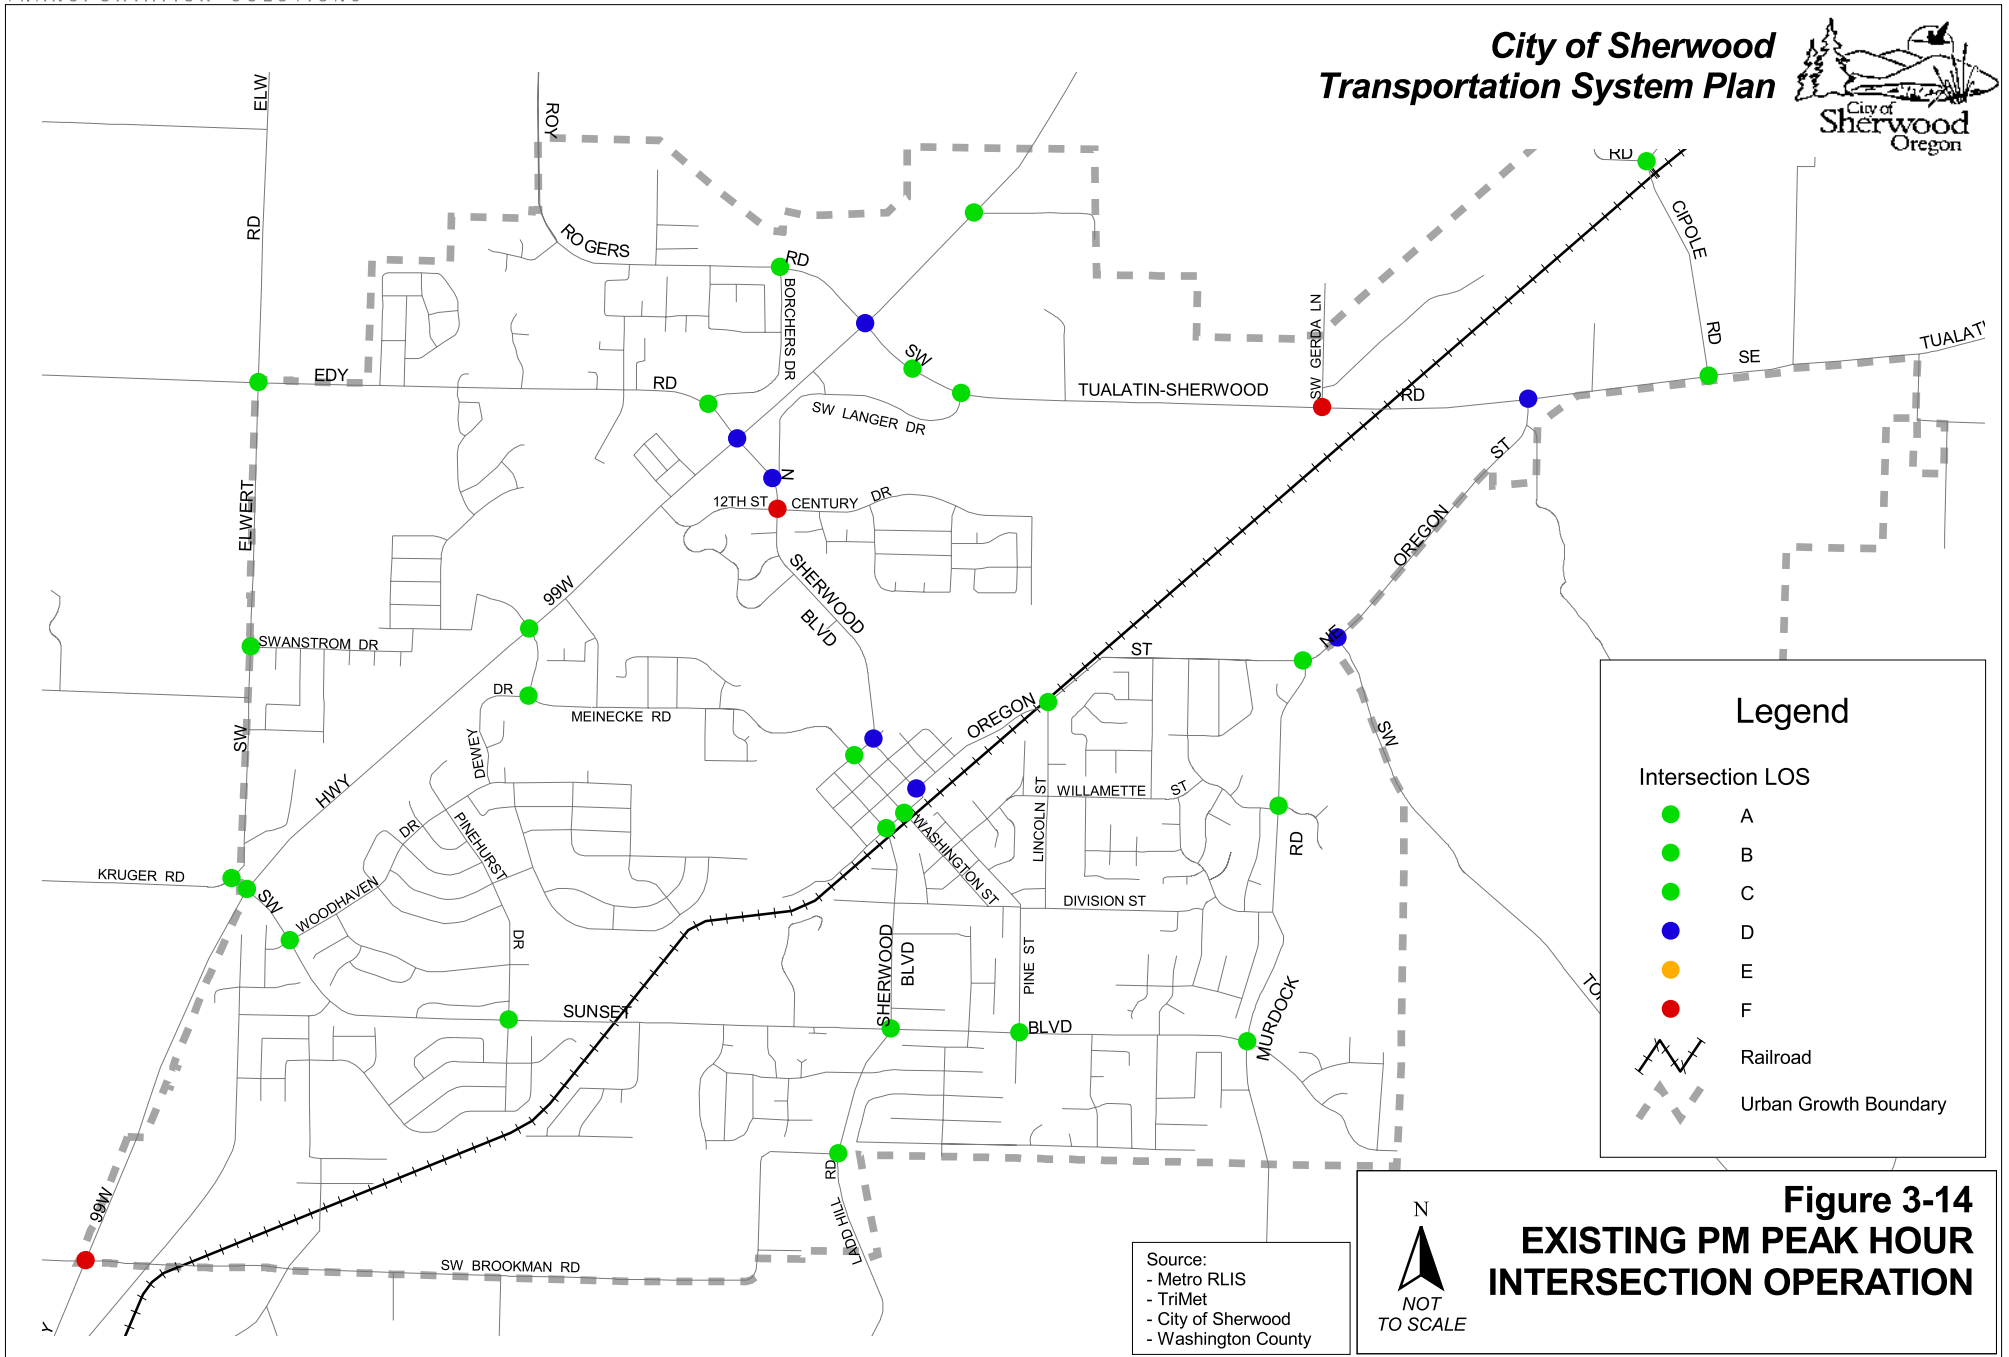 TRANSPORTATION SOLUTIONS
City of Sherwood
Transportation System Plan
City of
Sherwood
Oregon
ELW
RD
ROY
ROGERS
RD
BORCHERS DR
RD
CIPOLE
RD
SE
TUALAT
EDY
RD
SW
SW LANGER DR
TUALATIN-SHERWOOD
RD
SW GERDA LN
N
12TH ST
CENTURY
DR
ST
OREGON
NE
ELWERT
99W
SHERWOOD
BLVD
SWANSTROM DR
SW
DR
MEINECKE RD
DEWEY
OREGON
ST
SW
HWY
DR
PINEHURST
WILLAMETTE
ST
LINCOLN ST
WASHINGTON ST
RD
KRUGER RD
SW
WOODHAVEN
DIVISION ST
DR
SHERWOOD
BLVD
PINE ST
SUNSET
BLVD
MURDOCK
99W
RD
LADD HILL
SW BROOKMAN RD
Y
Legend
Intersection LOS
A
B
C
D
E
F
Railroad
Urban Growth Boundary
Source:
- Metro RLIS
- TriMet
- City of Sherwood
- Washington County
N
NOT
TO SCALE
Figure 3-14
EXISTING PM PEAK HOUR
INTERSECTION OPERATION